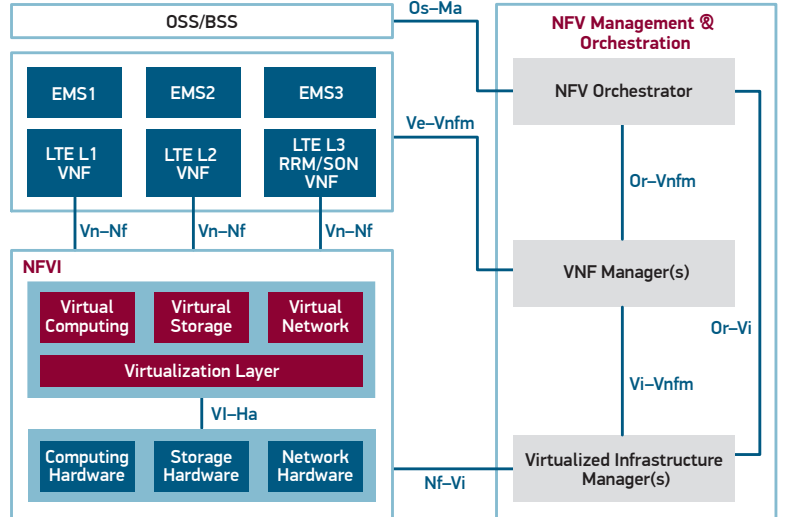 OSS/BSS
Os–Ma
NFV Management &
Orchestration
EMS1
EMS2
EMS3
NFV Orchestrator
Ve–Vnfm
LTE L1
VNF
LTE L2
VNF
LTE L3
RRM/SON
VNF
Or–Vnfm
Vn–Nf
Vn–Nf
Vn–Nf
NFVI
VNF Manager(s)
Virtual
Computing
Virtural
Storage
Virtual
Network
Or–Vi
Virtualization Layer
Vi–Vnfm
VI–Ha
Computing
Hardware
Storage
Hardware
Network
Hardware
Nf–Vi
Virtualized Infrastructure
Manager(s)